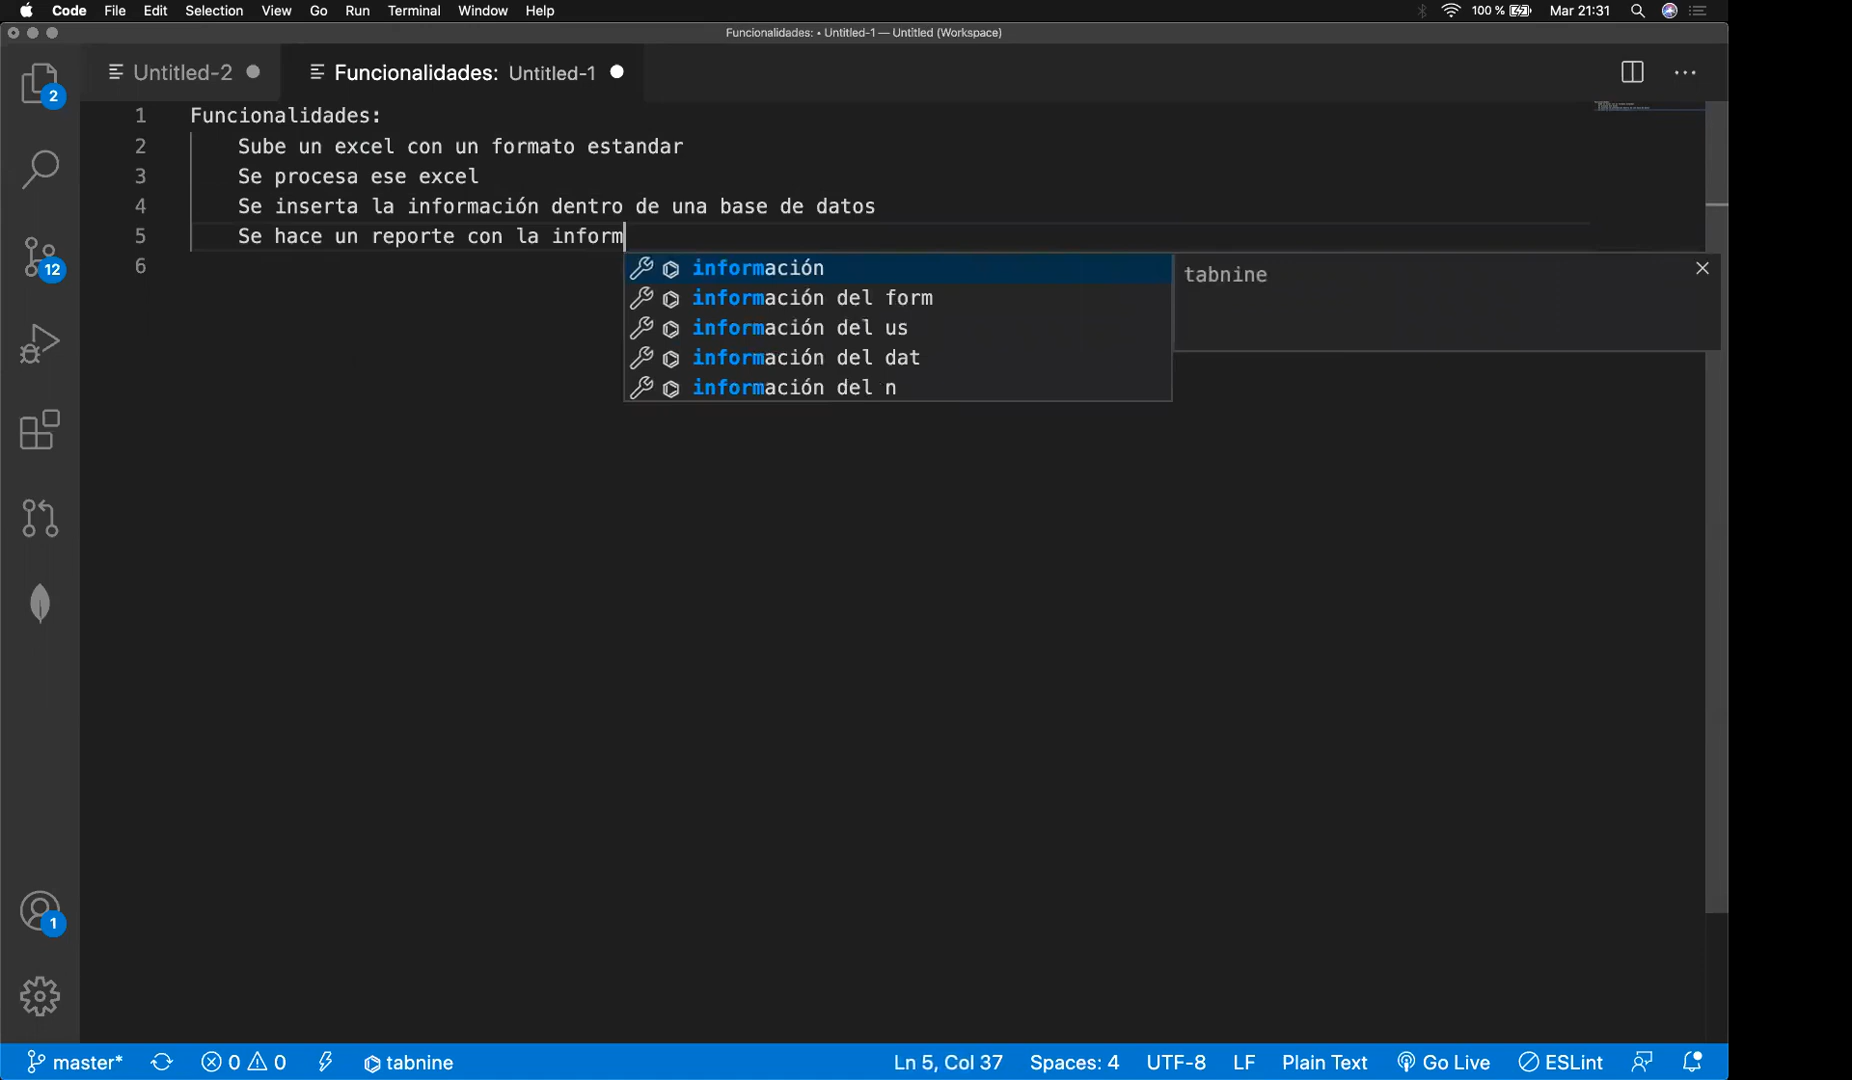 Code File Edit Selection View Go Run Terminal Window Help 100 % Mar 21:31
Funcionalidades: • Untitled-1 — Untitled (Workspace)
Untitled-2 Funcionalidades: Untitled-1
1 Funcionalidades:
2 Sube un excel con un formato estandar
3 Se procesa ese excel
4 Se inserta la información dentro de una base de datos
5 Se hace un reporte con la inform
6
información
información del form
información del us
información del dat
información del n
tabnine
2
12
1
master* 0 0 tabnine Ln 5, Col 37 Spaces: 4 UTF-8 LF Plain Text Go Live ESLint